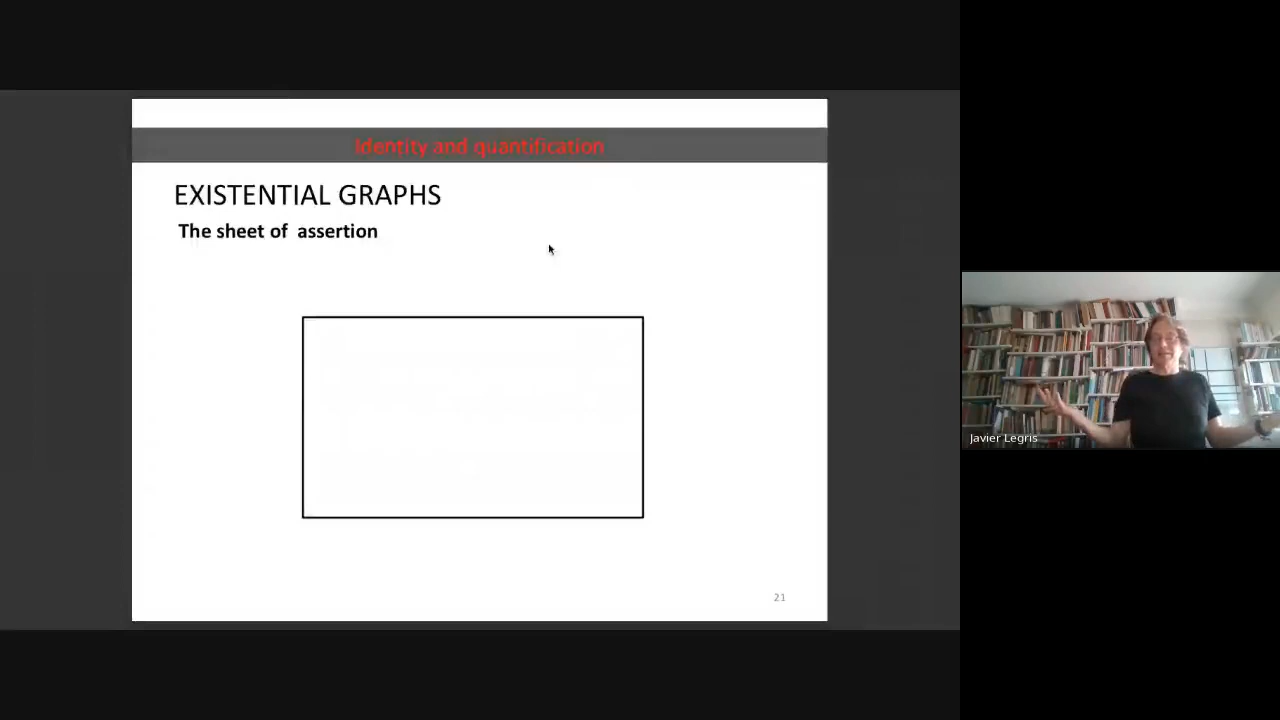 Identity and quantification
EXISTENTIAL GRAPHS
The sheet of assertion
21
Javier Legris